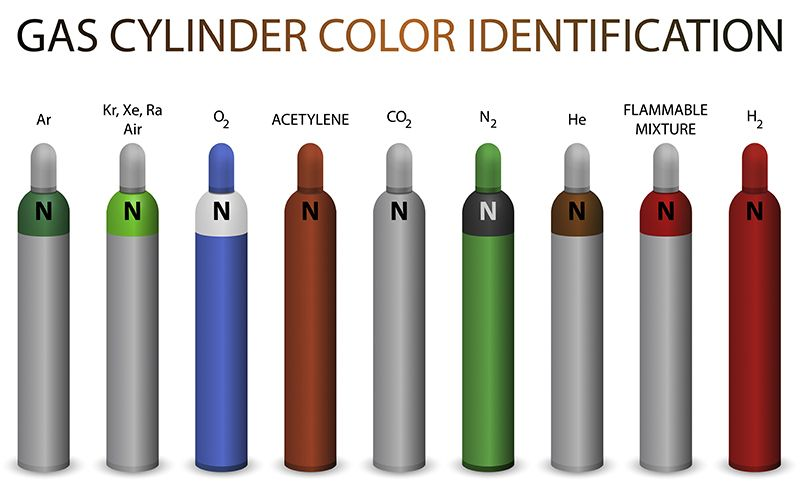 GAS CYLINDER COLOR IDENTIFICATION
Ar
Kr, Xe, Ra
Air
O2
ACETYLENE
CO2
N2
He
FLAMMABLE
MIXTURE
H2
N
N
N
N
N
N
N
N
N